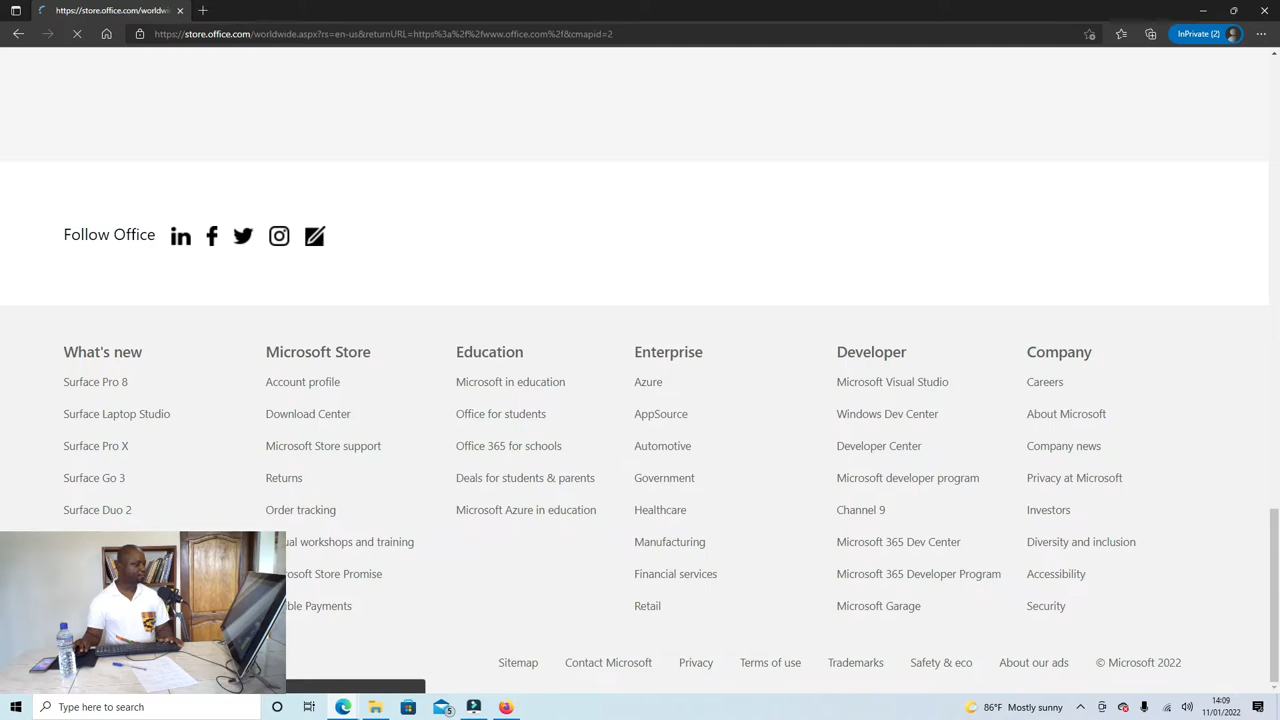 https://store.office.com/worldw
https://store.office.com/worldwide.aspx?rs=en-us&returnURL=https%3a%2f%2fwww.office.com%2f&cmapid=2
InPrivate (2)
Follow Office
What's new
Surface Pro 8
Surface Laptop Studio
Surface Pro X
Surface Go 3
Surface Duo 2
Microsoft Store
Account profile
Download Center
Microsoft Store support
Returns
Order tracking
ual workshops and training
rosoft Store Promise
ble Payments
Education
Microsoft in education
Office for students
Office 365 for schools
Deals for students & parents
Microsoft Azure in education
Enterprise
Azure
AppSource
Automotive
Government
Healthcare
Manufacturing
Financial services
Retail
Developer
Microsoft Visual Studio
Windows Dev Center
Developer Center
Microsoft developer program
Channel 9
Microsoft 365 Dev Center
Microsoft 365 Developer Program
Microsoft Garage
Company
Careers
About Microsoft
Company news
Privacy at Microsoft
Investors
Diversity and inclusion
Accessibility
Security
Sitemap Contact Microsoft Privacy Terms of use Trademarks Safety & eco About our ads © Microsoft 2022
Type here to search
5
86°F Mostly sunny
14:09
11/01/2022